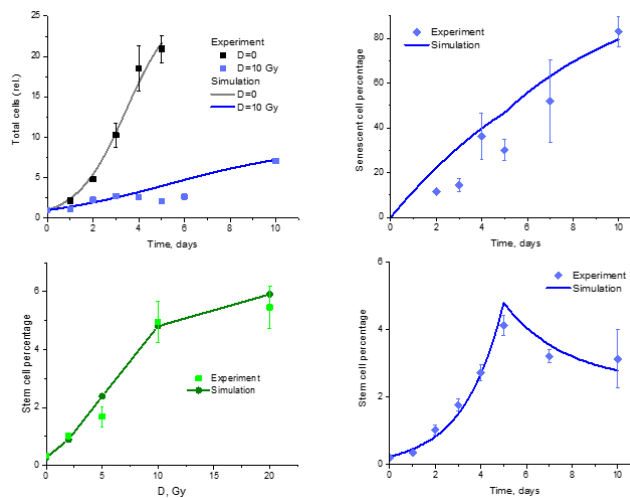 Total cells (rel.)
25
20
15
10
5
0
Experiment
D=0
D=10 Gy
Simulation
D=0
D=10 Gy
0 2 4 6 8 10
Time, days
Senescent cell percentage
80
60
40
20
0
Experiment
Simulation
0 2 4 6 8 10
Time, days
Stem cell percentage
6
4
2
0
Experiment
Simulation
0 5 10 15 20
D, Gy
Stem cell percentage
6
4
2
0
Experiment
Simulation
0 2 4 6 8 10
Time, days